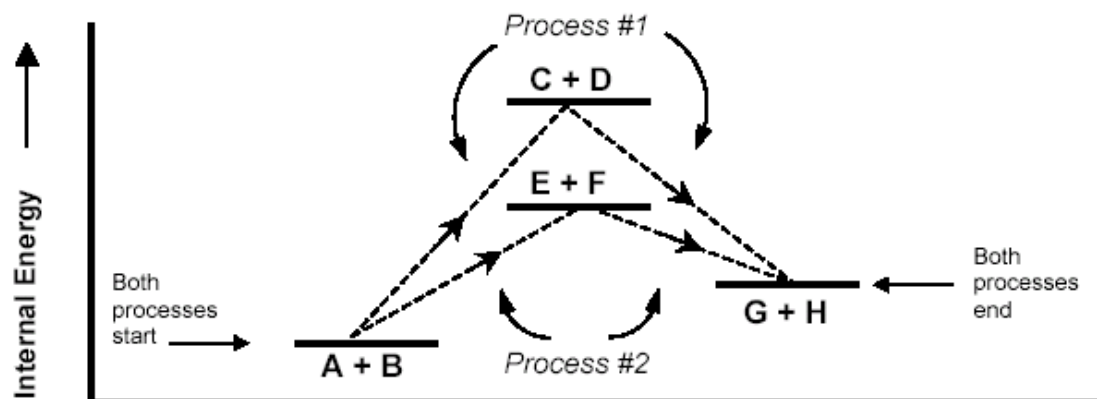 Process #1
C + D
E + F
Internal Energy
Both
processes
start
A + B
Process #2
G + H
Both
processes
end